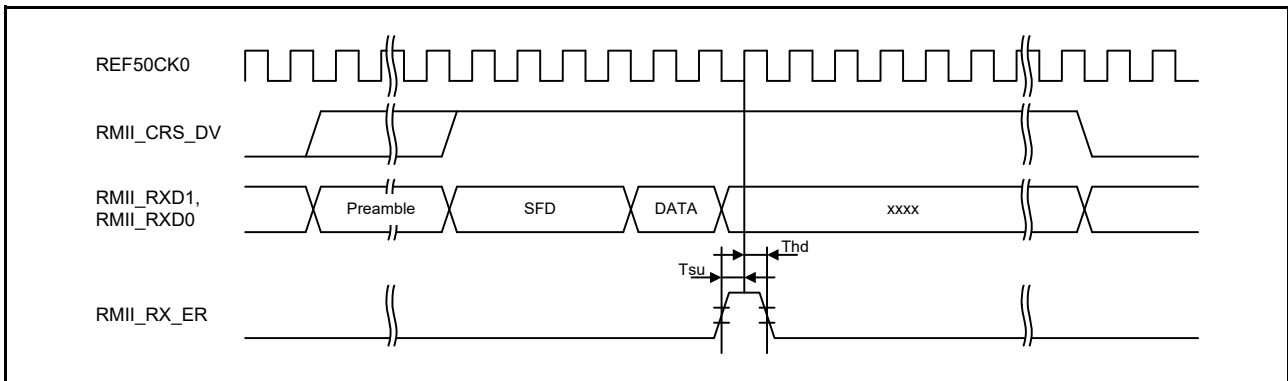 REF50CK0
RMII_CRS_DV
RMII_RXD1,
RMII_RXD0
Preamble
SFD
DATA
xxxx
Thd
Tsu
RMII_RX_ER